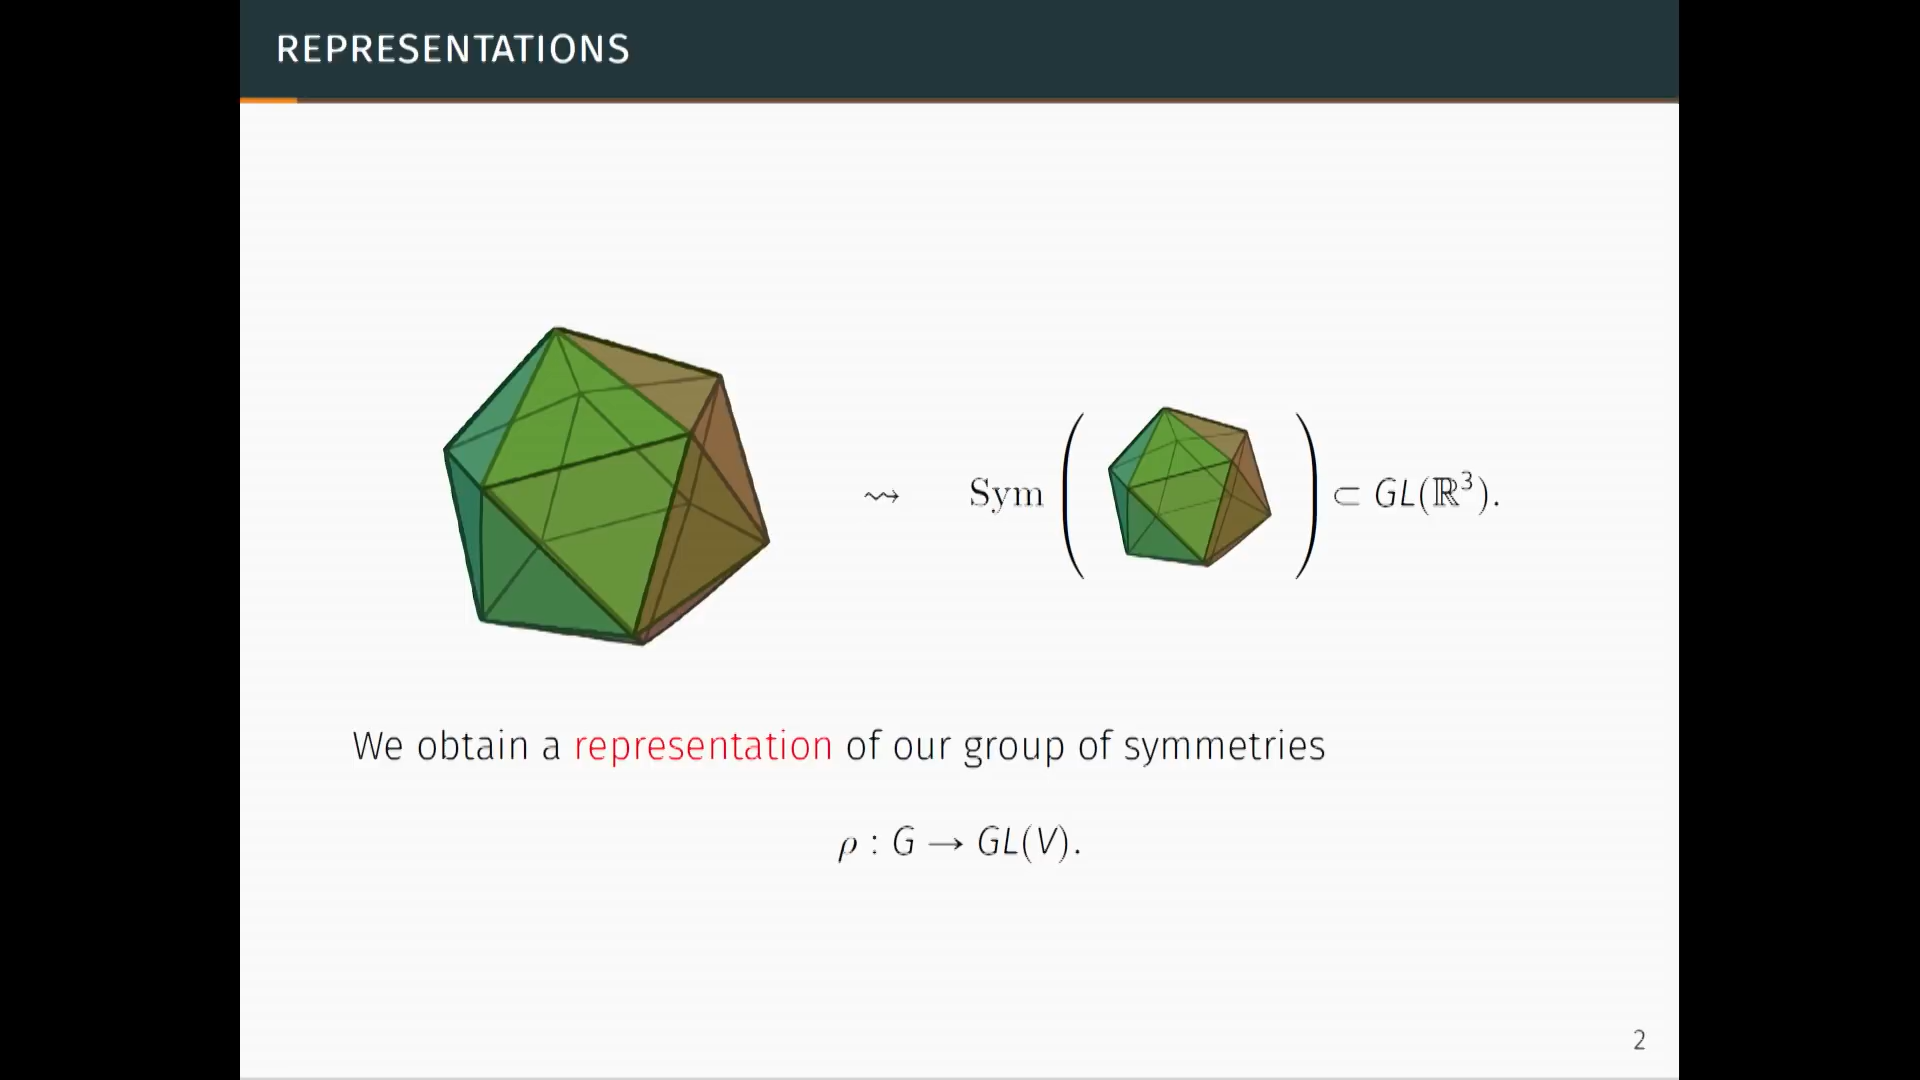 REPRESENTATIONS
⇝ Sym ( ) ⊂ GL(ℝ³).
We obtain a representation of our group of symmetries
ρ : G → GL(V).
2